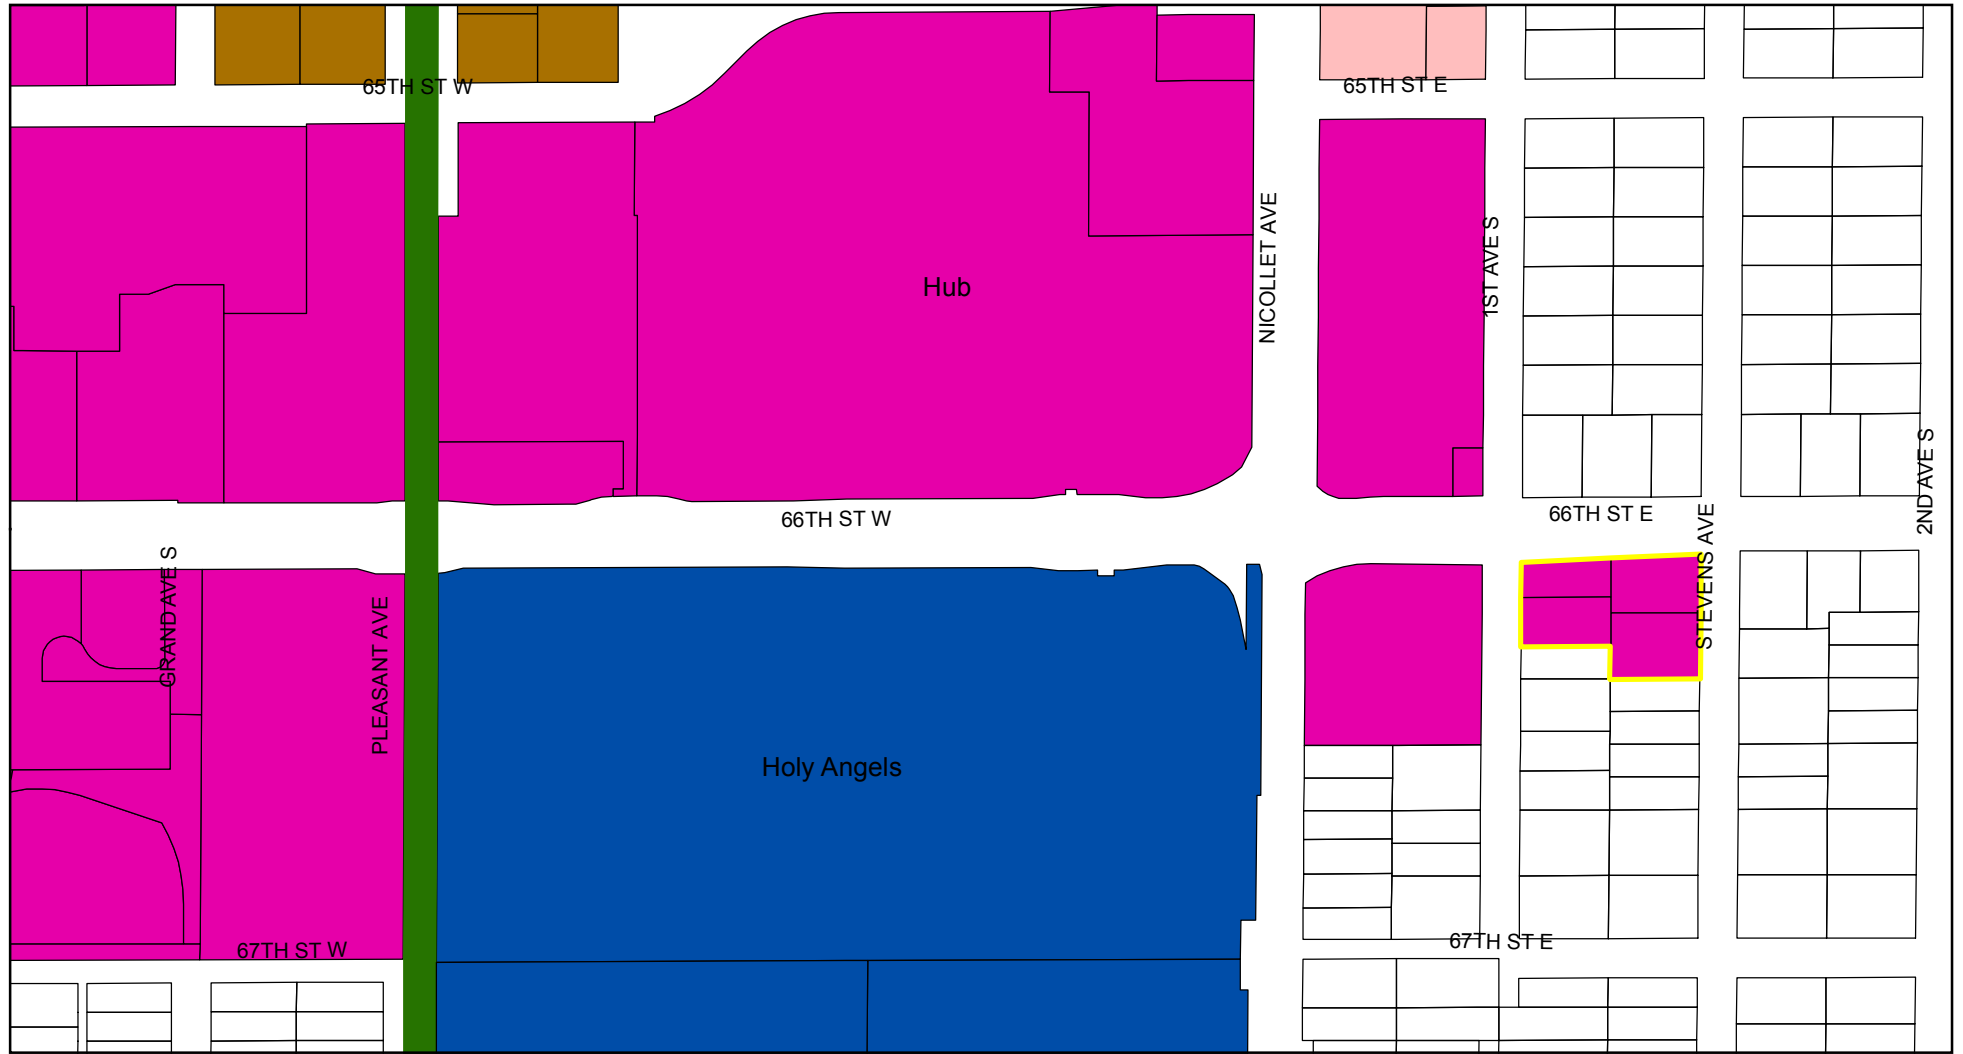 65TH ST W
65TH ST E
NICOLLET AVE
1ST AVE S
Hub
2ND AVE S
66TH ST W
66TH ST E
STEVENS AVE
GRAND AVE S
PLEASANT AVE
Holy Angels
67TH ST W
67TH ST E